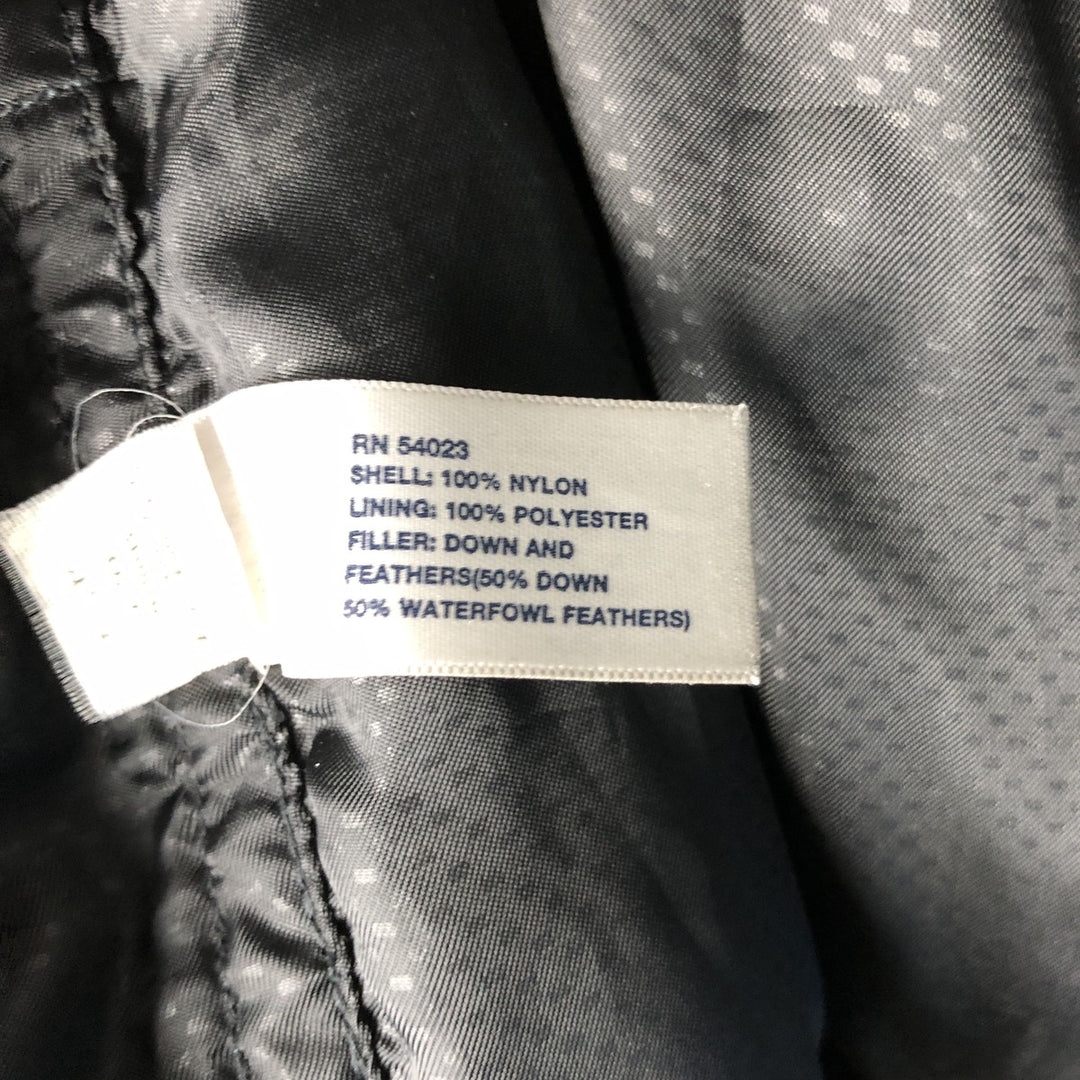 RN 54023
SHELL: 100% NYLON
LINING: 100% POLYESTER
FILLER: DOWN AND
FEATHERS(50% DOWN
50% WATERFOWL FEATHERS)